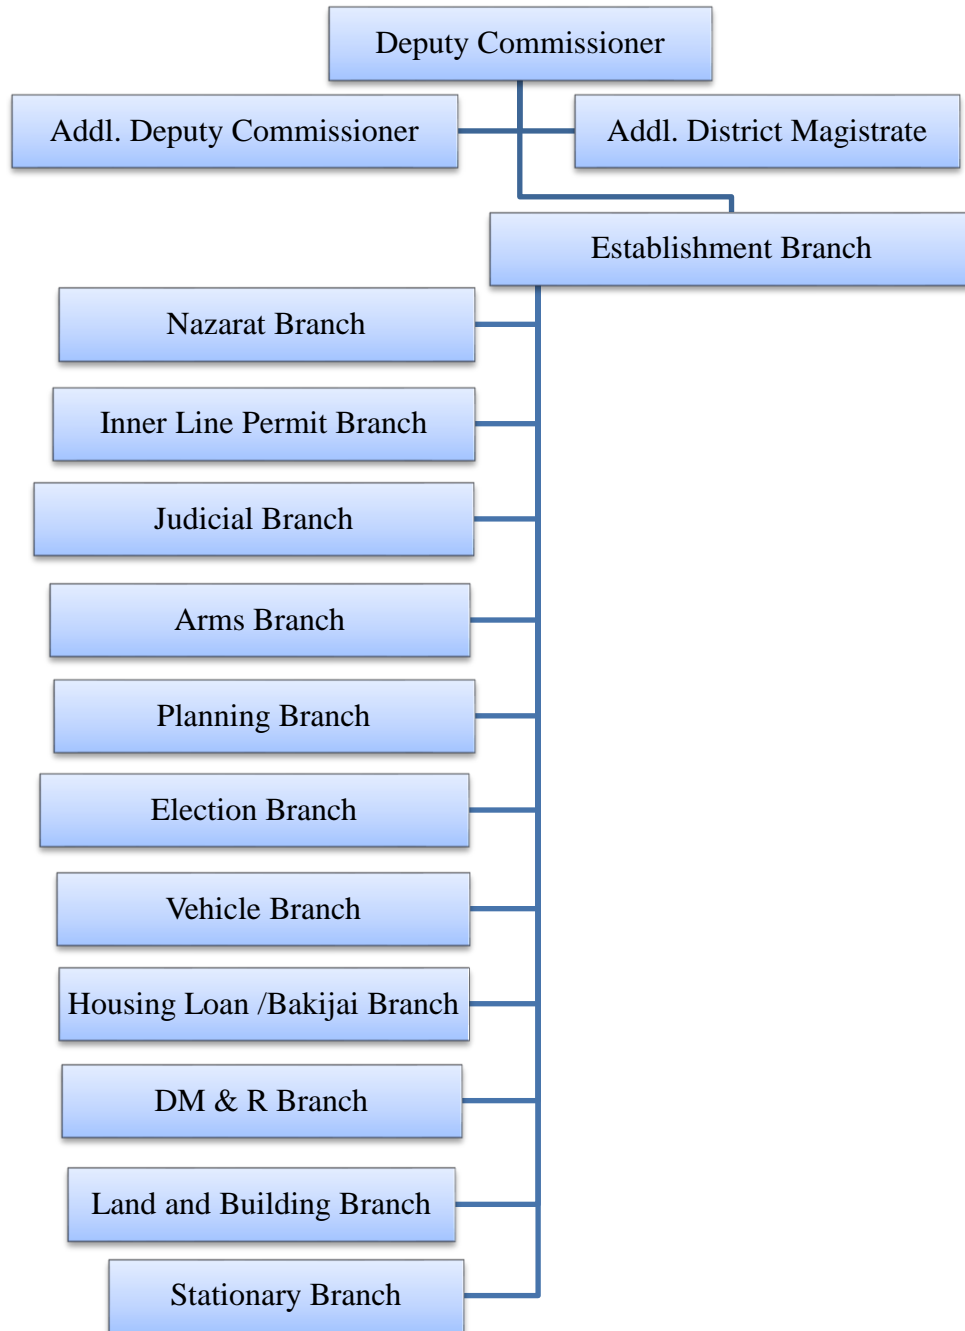 Deputy Commissioner
Addl. Deputy Commissioner
Addl. District Magistrate
Establishment Branch
Nazarat Branch
Inner Line Permit Branch
Judicial Branch
Arms Branch
Planning Branch
Election Branch
Vehicle Branch
Housing Loan /Bakijai Branch
DM & R Branch
Land and Building Branch
Stationary Branch